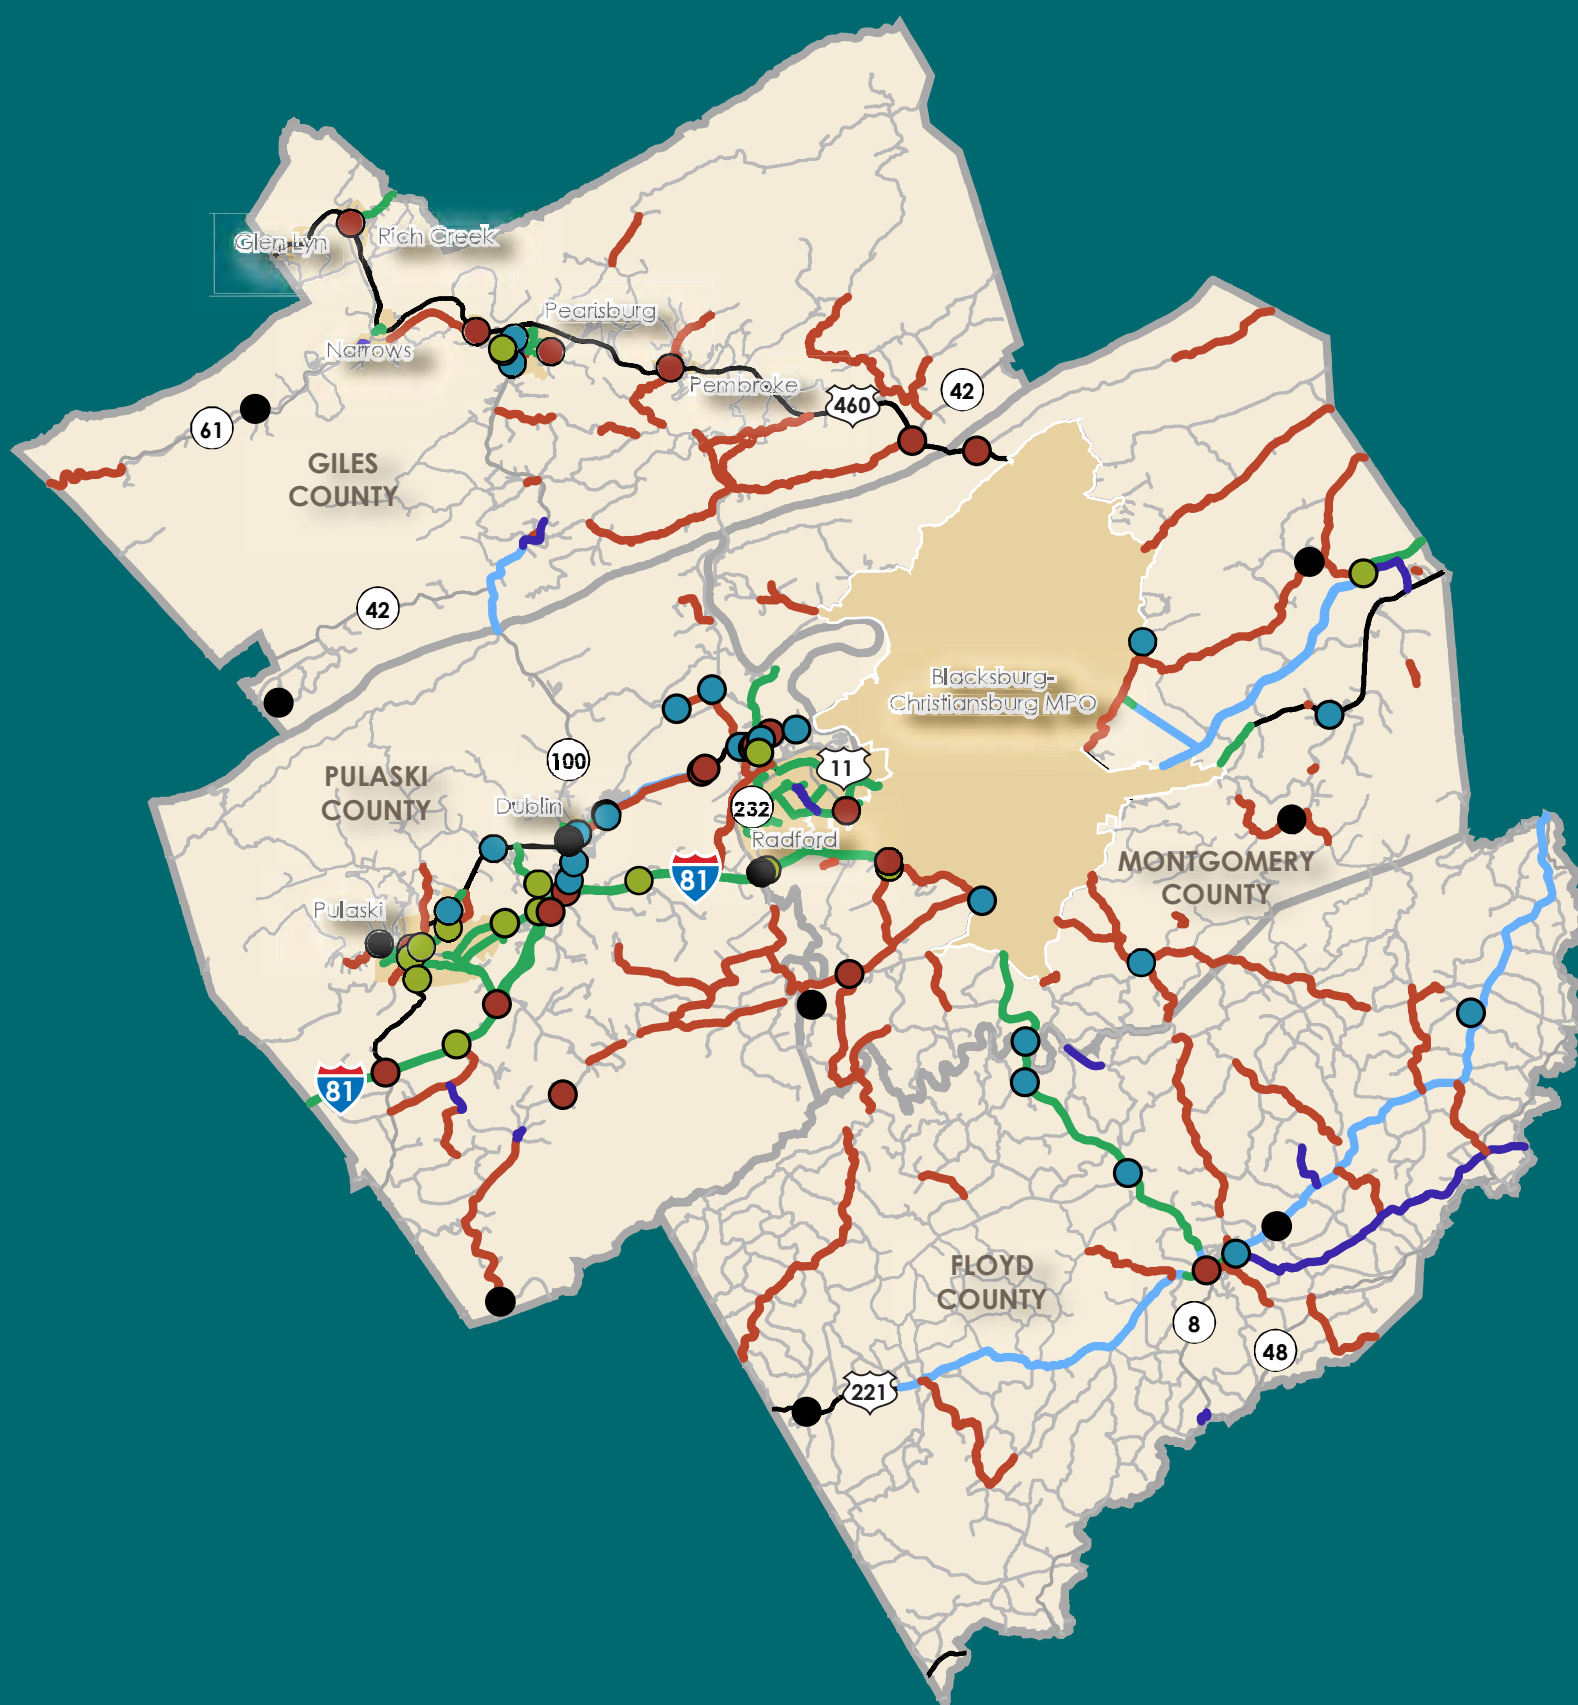 Glen Lyn
Rich Creek
Pearisburg
Narrows
Pembroke
460
42
61
GILES
COUNTY
42
Blacksburg-
Christiansburg MPO
100
11
PULASKI
COUNTY
Dublin
232
Radford
81
MONTGOMERY
COUNTY
Pulaski
81
FLOYD
COUNTY
8
48
221